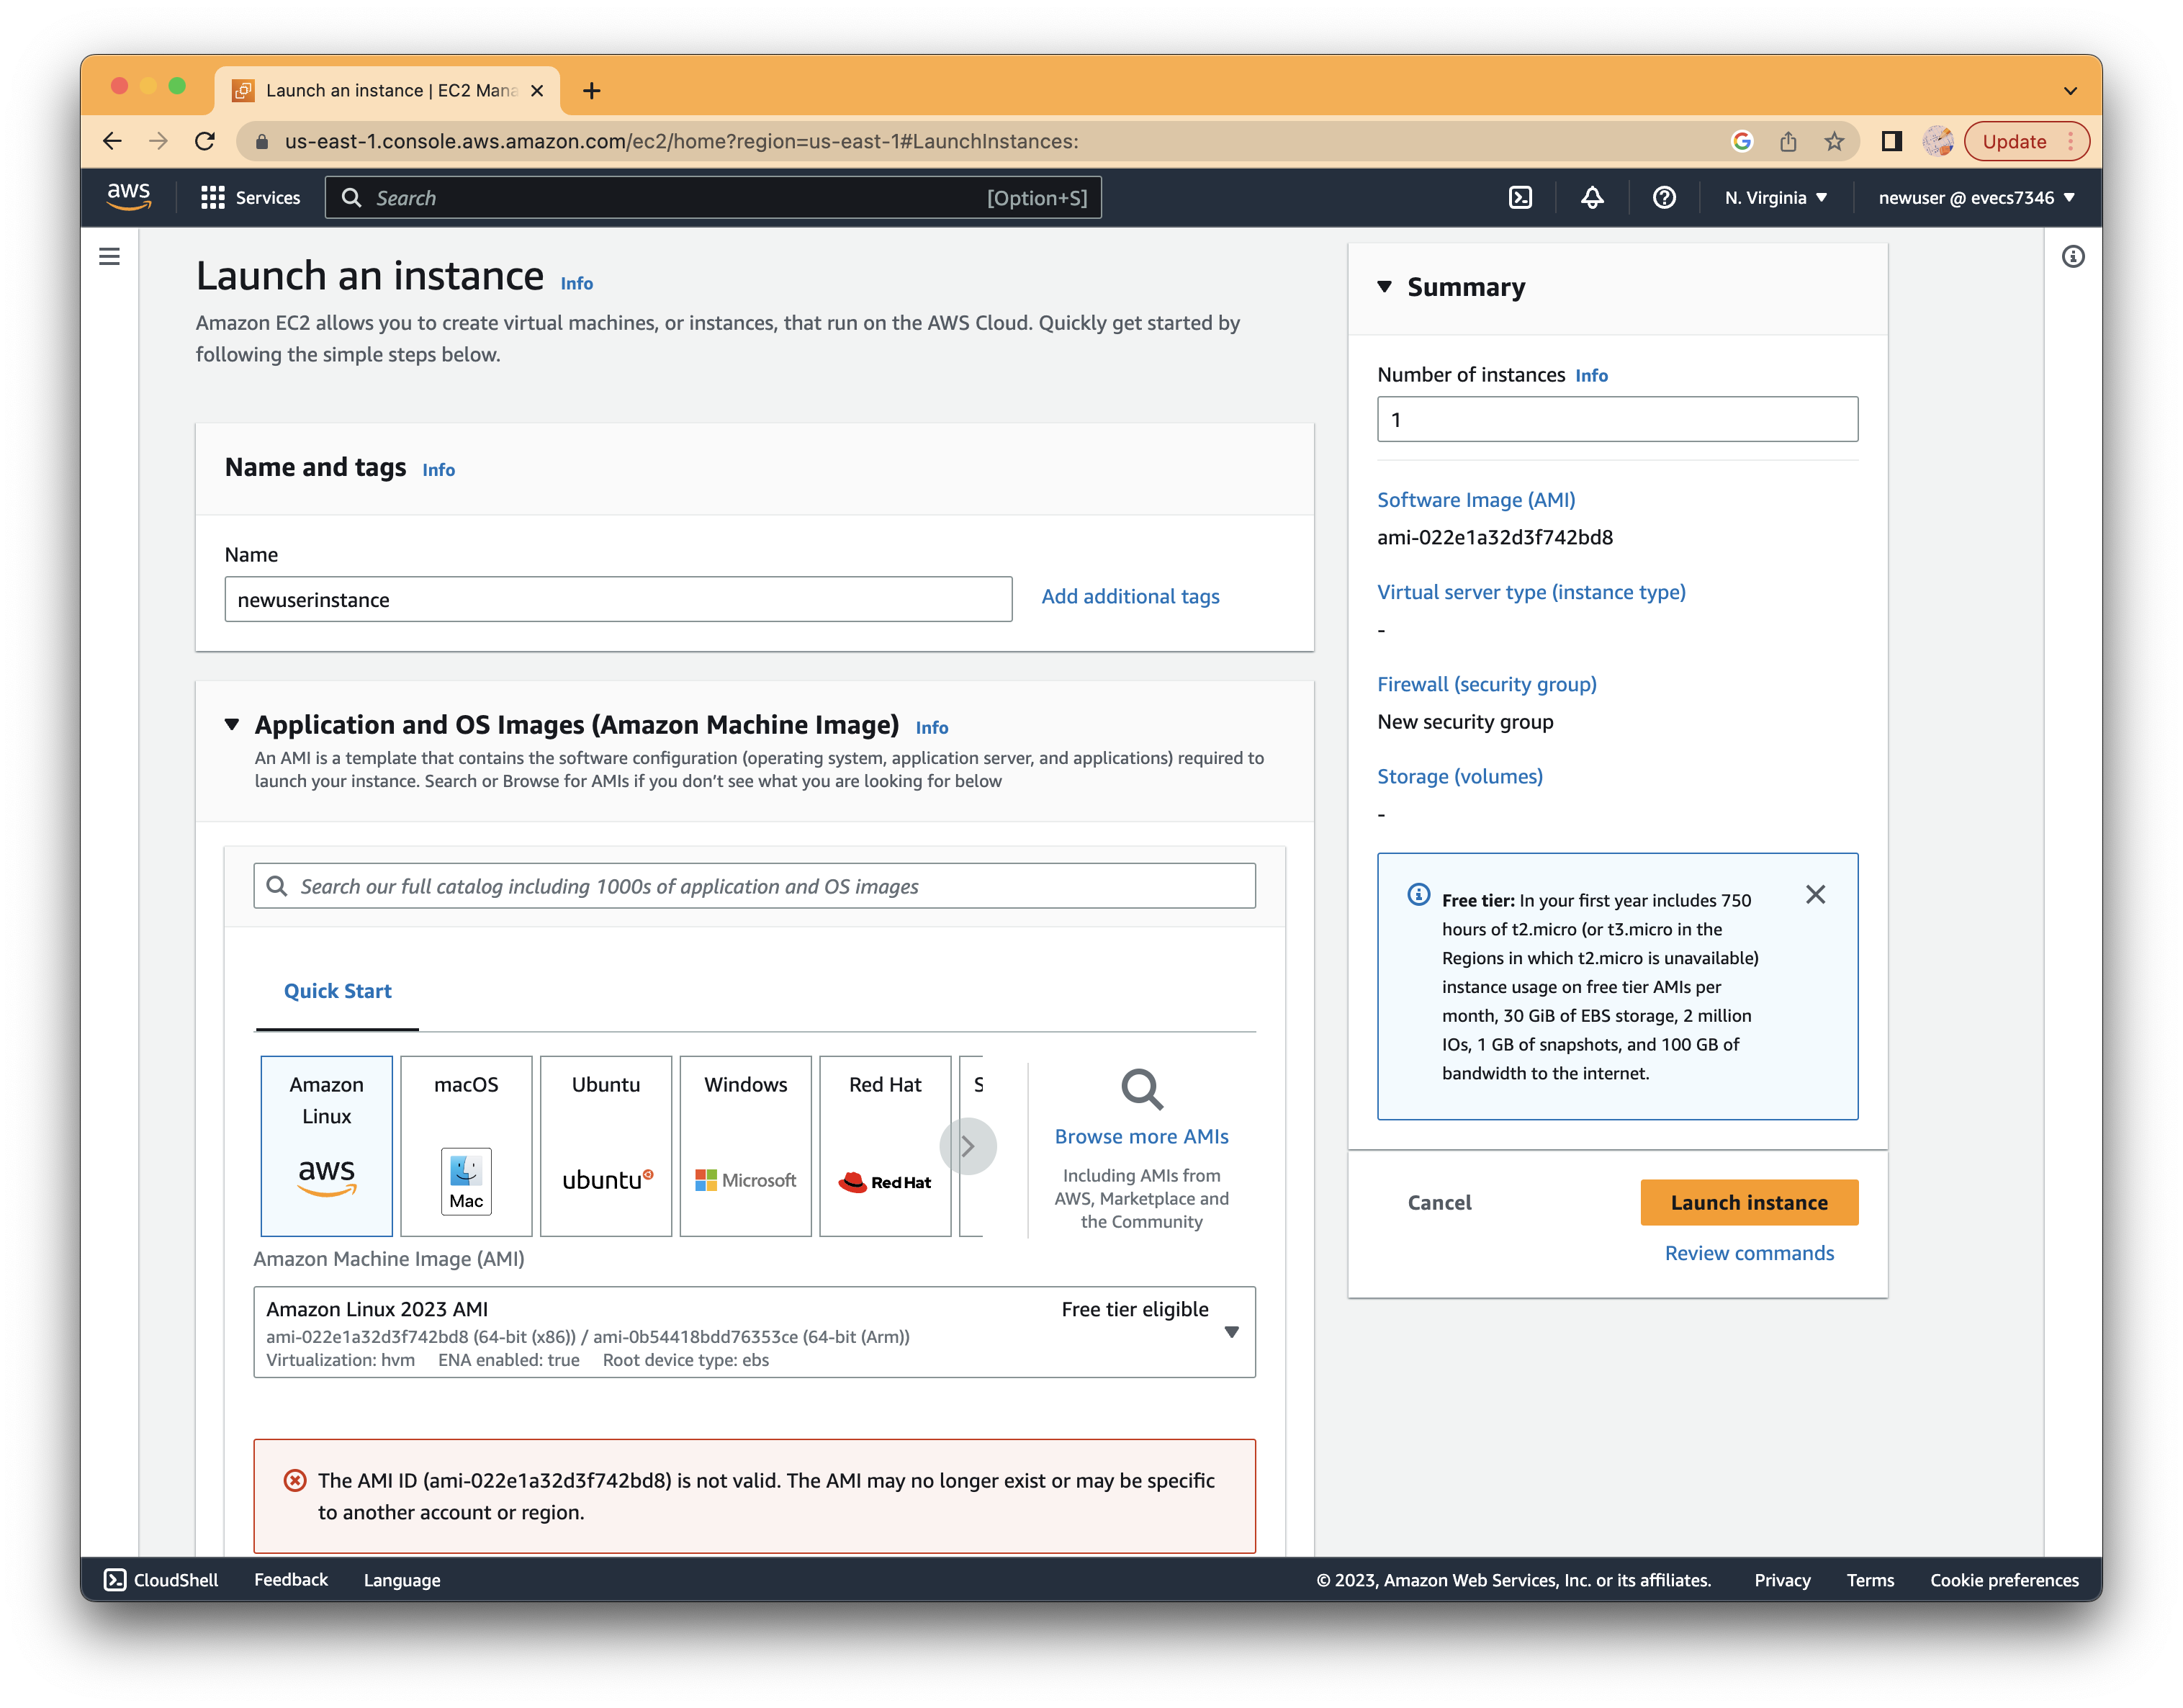 Launch an instance | EC2 Mana
us-east-1.console.aws.amazon.com/ec2/home?region=us-east-1#LaunchInstances:
Update
aws
Services
Search
[Option+S]
N. Virginia
newuser @ evecs7346
Launch an instance Info
Amazon EC2 allows you to create virtual machines, or instances, that run on the AWS Cloud. Quickly get started by
following the simple steps below.
Name and tags Info
Name
newuserinstance
Add additional tags
Application and OS Images (Amazon Machine Image) Info
An AMI is a template that contains the software configuration (operating system, application server, and applications) required to
launch your instance. Search or Browse for AMIs if you don’t see what you are looking for below
Search our full catalog including 1000s of application and OS images
Quick Start
Amazon
Linux
aws
macOS
Mac
Ubuntu
ubuntu
Windows
Microsoft
Red Hat
Red Hat
S
Browse more AMIs
Including AMIs from
AWS, Marketplace and
the Community
Amazon Machine Image (AMI)
Amazon Linux 2023 AMI
Free tier eligible
ami-022e1a32d3f742bd8 (64-bit (x86)) / ami-0b54418bdd76353ce (64-bit (Arm))
Virtualization: hvm ENA enabled: true Root device type: ebs
The AMI ID (ami-022e1a32d3f742bd8) is not valid. The AMI may no longer exist or may be specific
to another account or region.
Summary
Number of instances Info
1
Software Image (AMI)
ami-022e1a32d3f742bd8
Virtual server type (instance type)
-
Firewall (security group)
New security group
Storage (volumes)
-
Free tier: In your first year includes 750
hours of t2.micro (or t3.micro in the
Regions in which t2.micro is unavailable)
instance usage on free tier AMIs per
month, 30 GiB of EBS storage, 2 million
IOs, 1 GB of snapshots, and 100 GB of
bandwidth to the internet.
Cancel
Launch instance
Review commands
CloudShell
Feedback
Language
© 2023, Amazon Web Services, Inc. or its affiliates.
Privacy
Terms
Cookie preferences